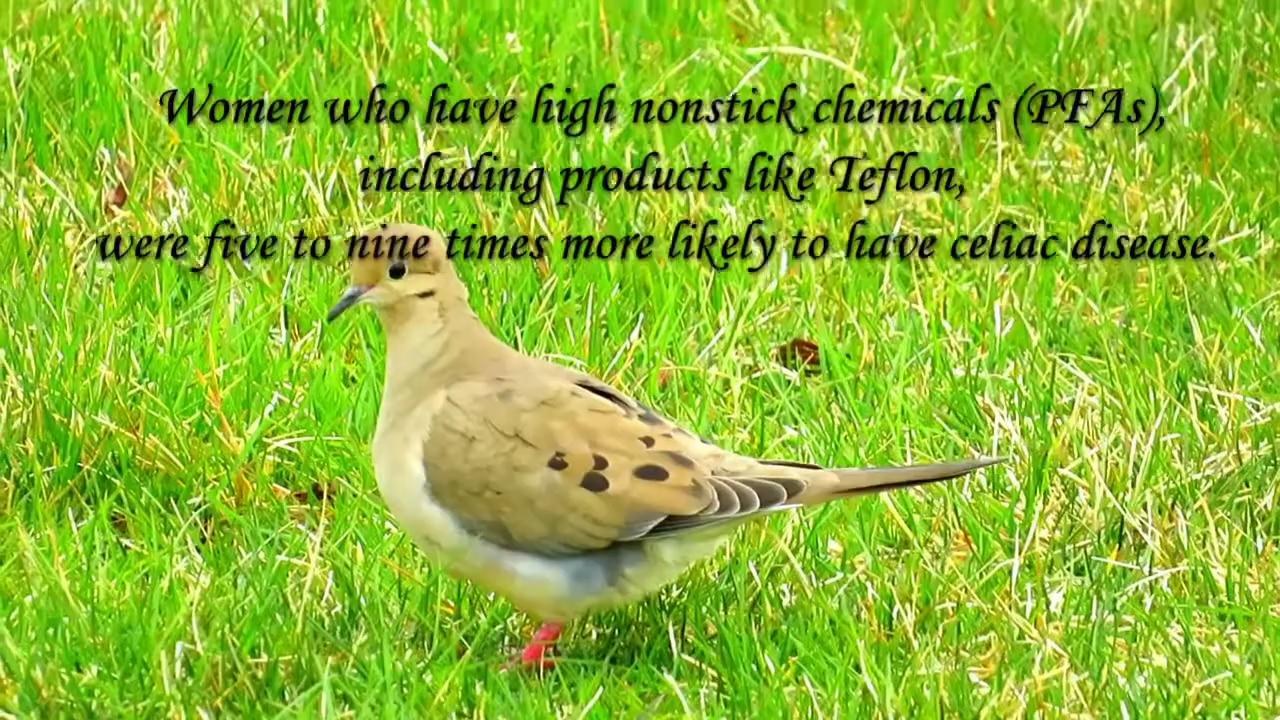 Women who have high nonstick chemicals (PFAs),
including products like Teflon,
were five to nine times more likely to have celiac disease.